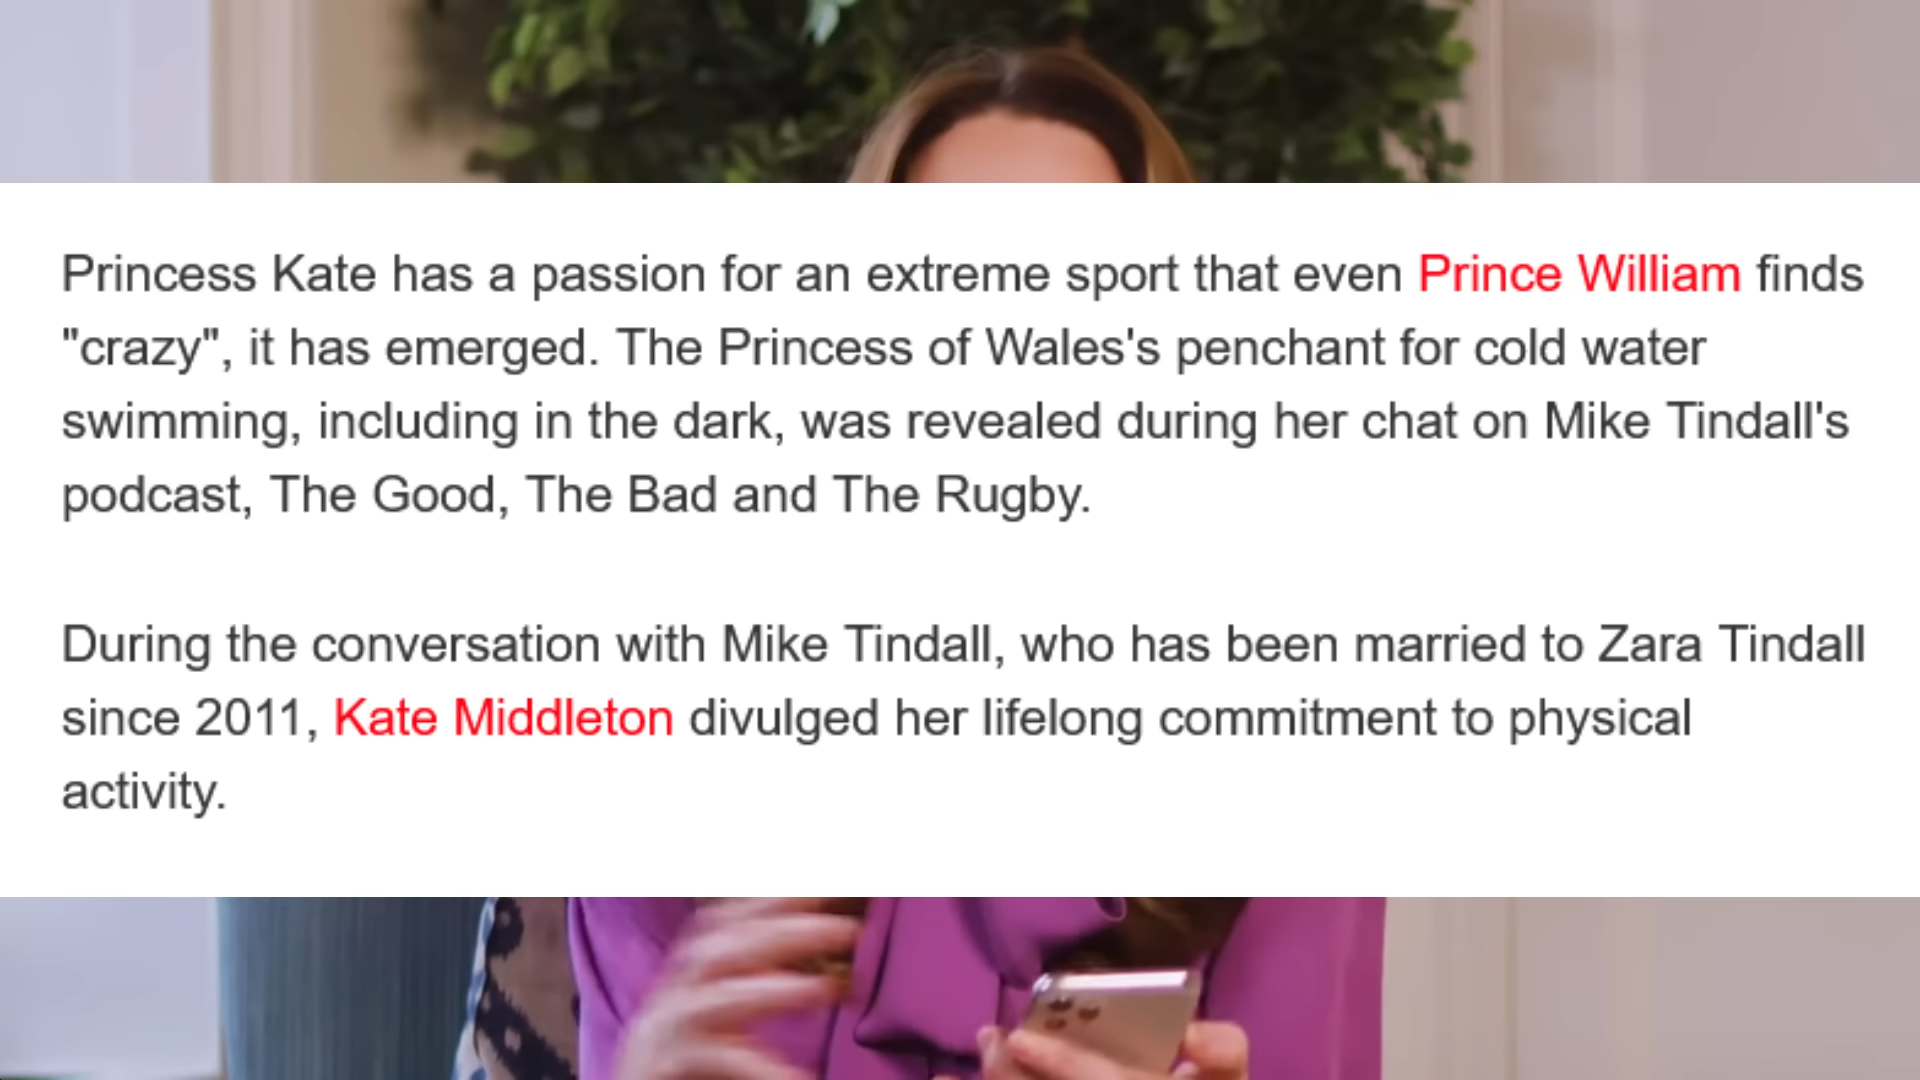 Princess Kate has a passion for an extreme sport that even Prince William finds
"crazy", it has emerged. The Princess of Wales's penchant for cold water
swimming, including in the dark, was revealed during her chat on Mike Tindall's
podcast, The Good, The Bad and The Rugby.
During the conversation with Mike Tindall, who has been married to Zara Tindall
since 2011, Kate Middleton divulged her lifelong commitment to physical
activity.